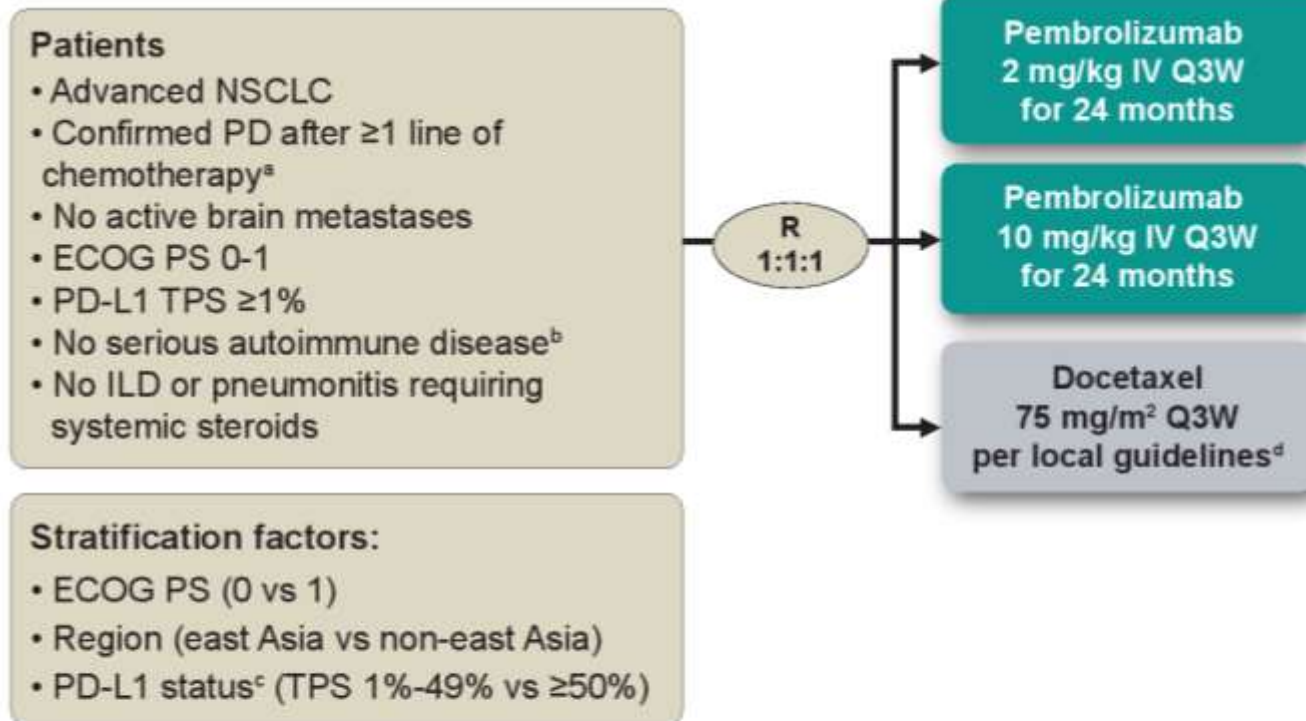 Patients
• Advanced NSCLC
• Confirmed PD after ≥1 line of
chemotherapyᵃ
• No active brain metastases
• ECOG PS 0-1
• PD-L1 TPS ≥1%
• No serious autoimmune diseaseᵇ
• No ILD or pneumonitis requiring
systemic steroids
Stratification factors:
• ECOG PS (0 vs 1)
• Region (east Asia vs non-east Asia)
• PD-L1 statusᶜ (TPS 1%-49% vs ≥50%)
R
1:1:1
Pembrolizumab
2 mg/kg IV Q3W
for 24 months
Pembrolizumab
10 mg/kg IV Q3W
for 24 months
Docetaxel
75 mg/m² Q3W
per local guidelinesᵈ